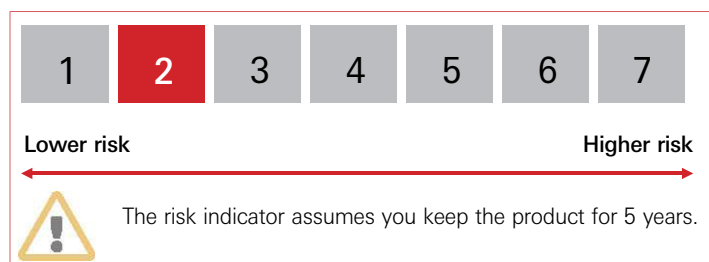 1 2 3 4 5 6 7
Lower risk Higher risk
The risk indicator assumes you keep the product for 5 years.